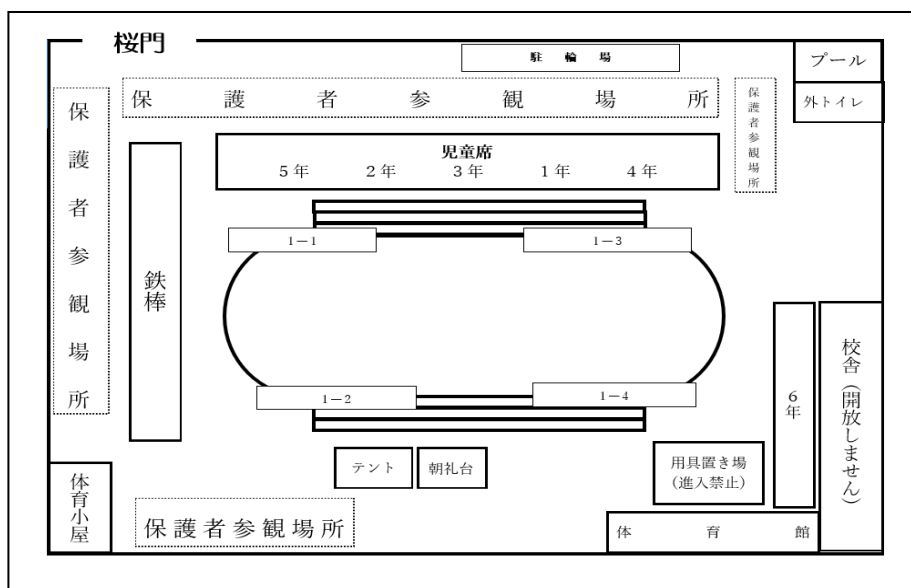 桜門
駐輪場
プール
外トイレ
保護者参観場所
保護者参観場所
保護者参観場所
児童席
5年 2年 3年 1年 4年
1－1
1－3
鉄棒
1－2
1－4
6年
校舎（開放しません）
テント
朝礼台
用具置き場
（進入禁止）
体育小屋
保護者参観場所
体育館